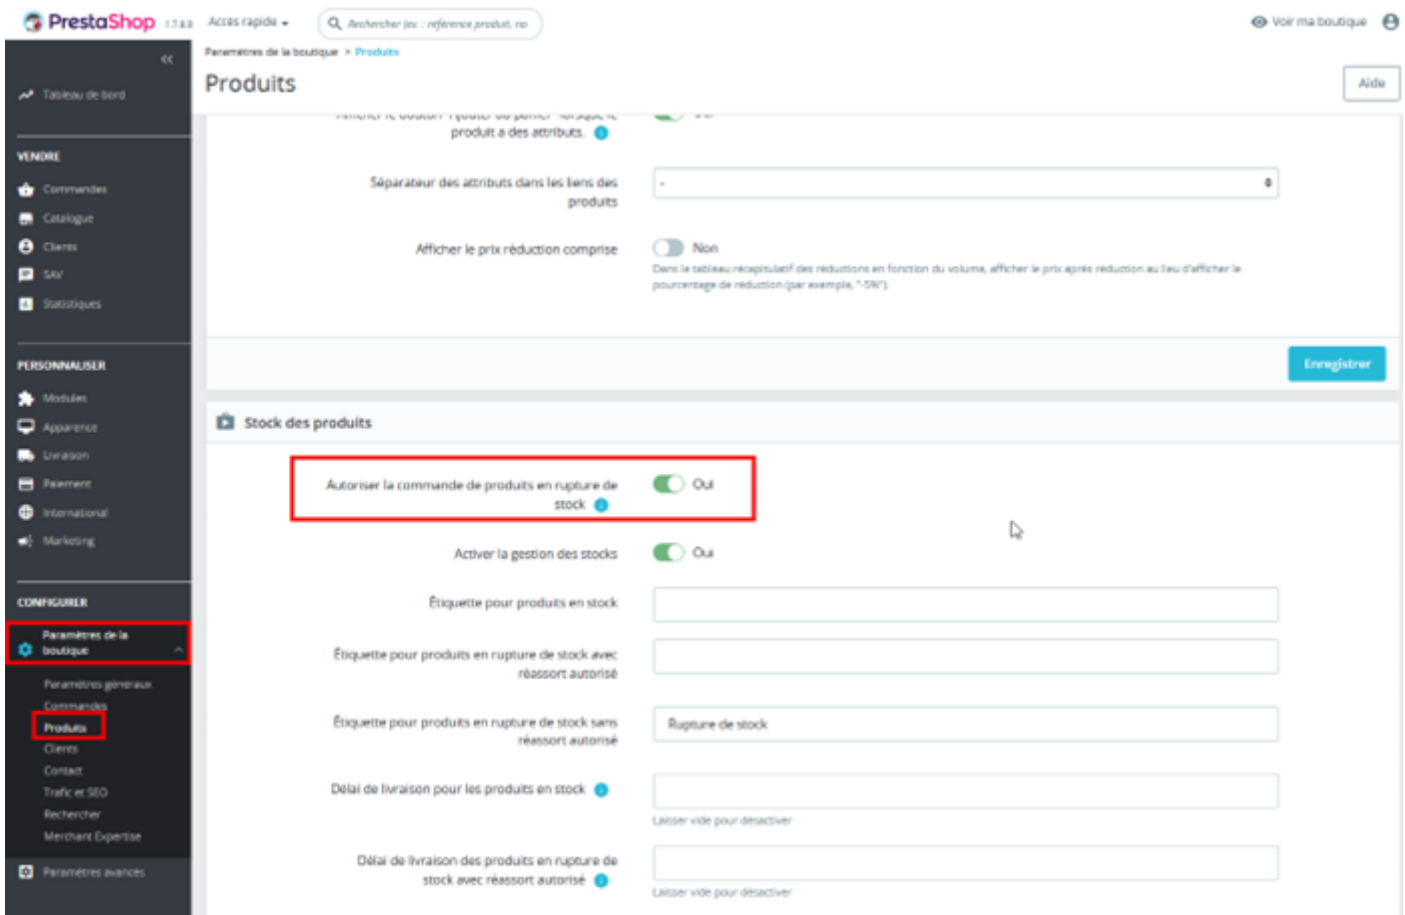 PrestaShop 1.7.8.8
Accès rapide
Rechercher (ex. : référence produit, no
Voir ma boutique
Paramètres de la boutique > Produits
Produits
Aide
Tableau de bord
VENDRE
Commandes
Catalogue
Clients
SAV
Statistiques
PERSONNALISER
Modules
Apparence
Livraison
Paiement
International
Marketing
CONFIGURER
Paramètres de la
boutique
Paramètres généraux
Commandes
Produits
Clients
Contact
Trafic et SEO
Rechercher
Merchant Expertise
Paramètres avancés
produit a des attributs.
Séparateur des attributs dans les liens des
produits
-
Afficher le prix réduction comprise
Non
Dans le tableau récapitulatif des réductions en fonction du volume, afficher le prix après réduction au lieu d'afficher le
pourcentage de réduction (par exemple, "-5%").
Enregistrer
Stock des produits
Autoriser la commande de produits en rupture de
stock
Oui
Activer la gestion des stocks
Oui
Étiquette pour produits en stock
Étiquette pour produits en rupture de stock avec
réassort autorisé
Étiquette pour produits en rupture de stock sans
réassort autorisé
Rupture de stock
Délai de livraison pour les produits en stock
Laisser vide pour désactiver
Délai de livraison des produits en rupture de
stock avec réassort autorisé
Laisser vide pour désactiver